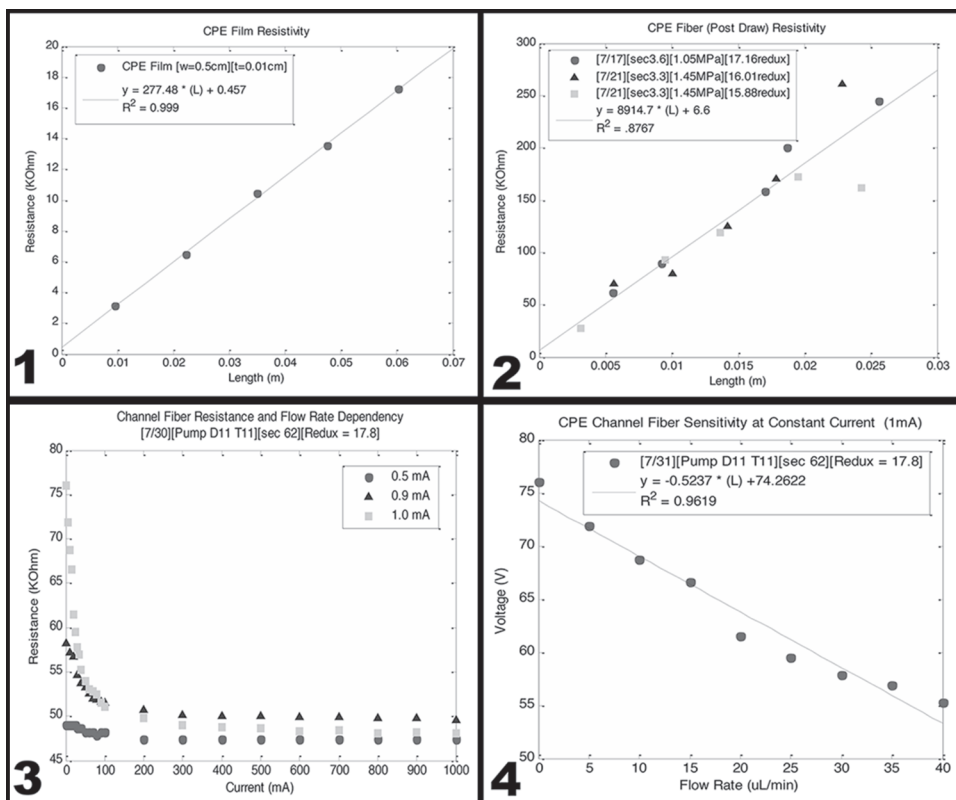 CPE Film Resistivity
CPE Film [w=0.5cm][t=0.01cm]
y = 277.48 * (L) + 0.457
R² = 0.999
Resistance (KOhm)
20
18
16
14
12
10
8
6
4
2
0
0 0.01 0.02 0.03 0.04 0.05 0.06 0.07
Length (m)
1
CPE Fiber (Post Draw) Resistivity
[7/17][sec3.6][1.05MPa][17.16redux]
[7/21][sec3.3][1.45MPa][16.01redux]
[7/21][sec3.3][1.45MPa][15.88redux]
y = 8914.7 * (L) + 6.6
R² = .8767
Resistance (KOhm)
300
250
200
150
100
50
0
0 0.005 0.01 0.015 0.02 0.025 0.03
Length (m)
2
Channel Fiber Resistance and Flow Rate Dependency
[7/30][Pump D11 T11][sec 62][Redux = 17.8]
0.5 mA
0.9 mA
1.0 mA
Resistance (KOhm)
80
75
70
65
60
55
50
45
0 100 200 300 400 500 600 700 800 900 1000
Current (mA)
3
CPE Channel Fiber Sensitivity at Constant Current (1mA)
[7/31][Pump D11 T11][sec 62][Redux = 17.8]
y = -0.5237 * (L) +74.2622
R² = 0.9619
Voltage (V)
80
75
70
65
60
55
50
0 5 10 15 20 25 30 35 40
Flow Rate (uL/min)
4